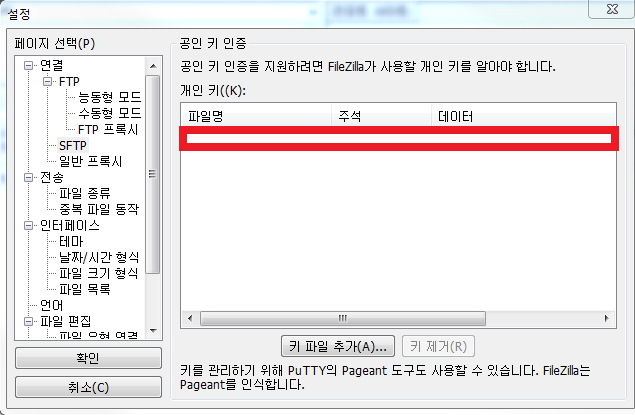 설정
페이지 선택(P)
연결
FTP
능동형 모드
수동형 모드
FTP 프록시
SFTP
일반 프록시
전송
파일 종류
중복 파일 동작
인터페이스
테마
날짜/시간 형식
파일 크기 형식
파일 목록
언어
파일 편집
파일 유형 연결
확인
취소(C)
공인 키 인증
공인 키 인증을 지원하려면 FileZilla가 사용할 개인 키를 알아야 합니다.
개인 키((K):
파일명 주석 데이터
키 파일 추가(A)... 키 제거(R)
키를 관리하기 위해 PuTTY의 Pageant 도구도 사용할 수 있습니다. FileZilla는
Pageant를 인식합니다.